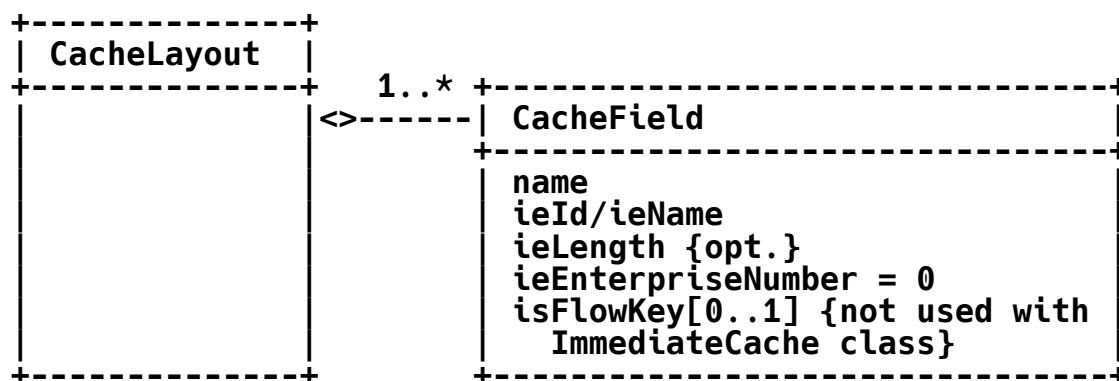 +--------------+
| CacheLayout  |
+--------------+   1..* +--------------------------------+
|              |<>------| CacheField                     |
|              |        +--------------------------------+
|              |        | name                           |
|              |        | ieId/ieName                    |
|              |        | ieLength {opt.}                |
|              |        | ieEnterpriseNumber = 0         |
|              |        | isFlowKey[0..1] {not used with |
|              |        |   ImmediateCache class}        |
+--------------+        +--------------------------------+